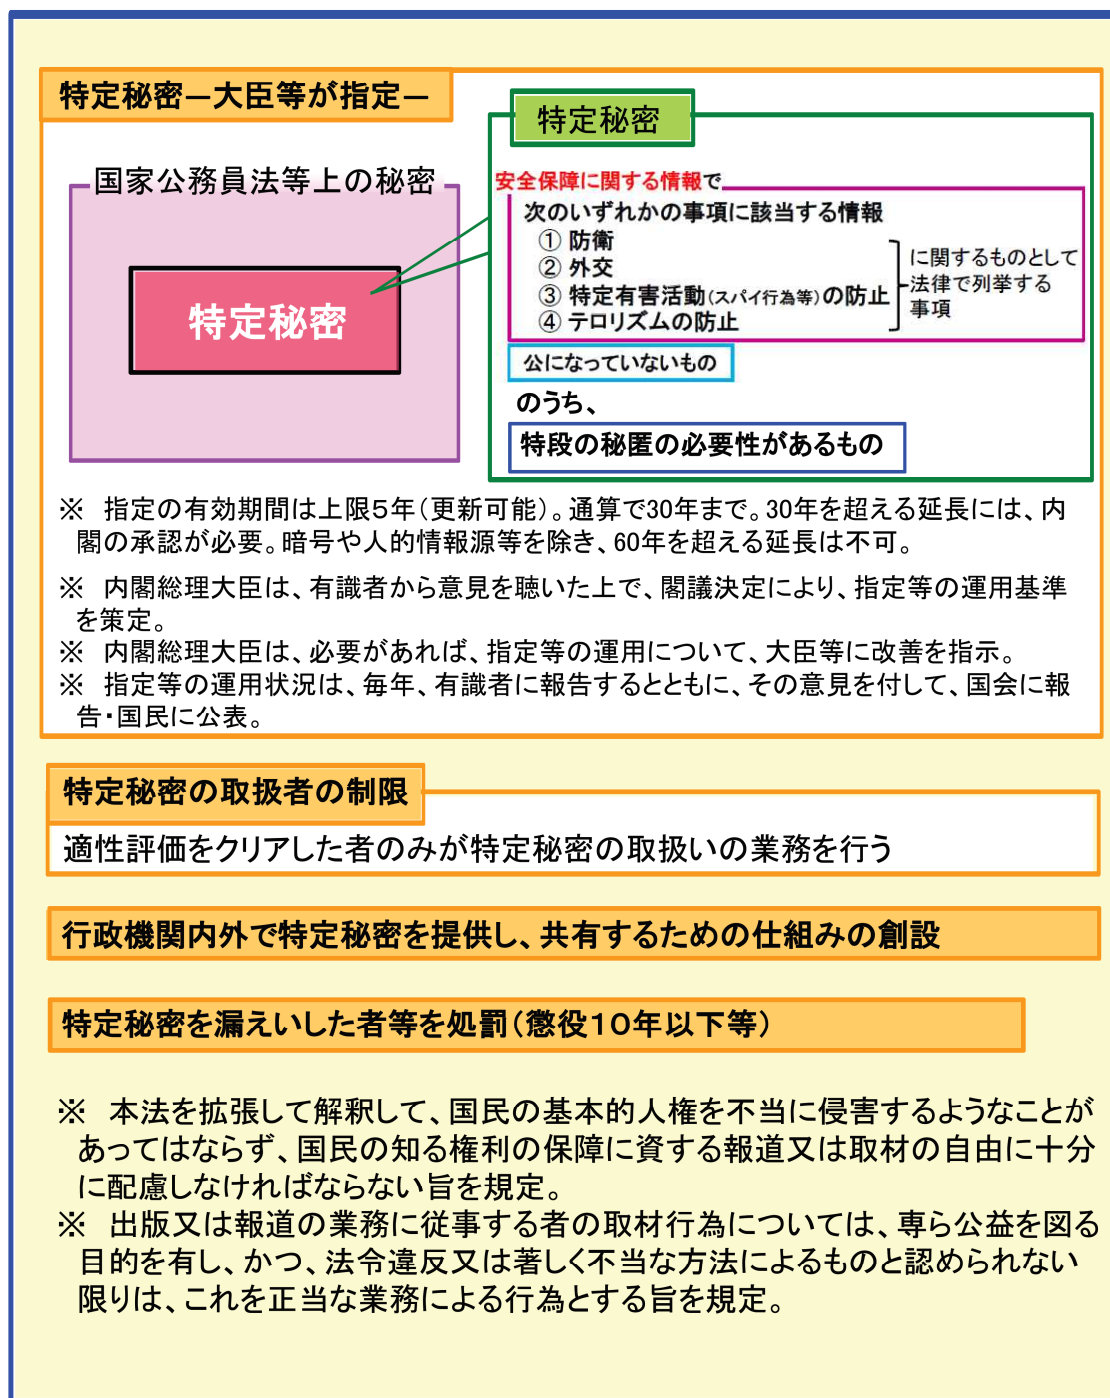 特定秘密―大臣等が指定―
国家公務員法等上の秘密
特定秘密
特定秘密
安全保障に関する情報で
次のいずれかの事項に該当する情報
① 防衛
② 外交
③ 特定有害活動(スパイ行為等)の防止
④ テロリズムの防止
に関するものとして
法律で列挙する
事項
公になっていないもの
のうち、
特段の秘匿の必要性があるもの
※　指定の有効期間は上限5年(更新可能)。通算で30年まで。30年を超える延長には、内
閣の承認が必要。暗号や人的情報源等を除き、60年を超える延長は不可。
※　内閣総理大臣は、有識者から意見を聴いた上で、閣議決定により、指定等の運用基準
を策定。
※　内閣総理大臣は、必要があれば、指定等の運用について、大臣等に改善を指示。
※　指定等の運用状況は、毎年、有識者に報告するとともに、その意見を付して、国会に報
告・国民に公表。
特定秘密の取扱者の制限
適性評価をクリアした者のみが特定秘密の取扱いの業務を行う
行政機関内外で特定秘密を提供し、共有するための仕組みの創設
特定秘密を漏えいした者等を処罰(懲役10年以下等)
※　本法を拡張して解釈して、国民の基本的人権を不当に侵害するようなことが
あってはならず、国民の知る権利の保障に資する報道又は取材の自由に十分
に配慮しなければならない旨を規定。
※　出版又は報道の業務に従事する者の取材行為については、専ら公益を図る
目的を有し、かつ、法令違反又は著しく不当な方法によるものと認められない
限りは、これを正当な業務による行為とする旨を規定。